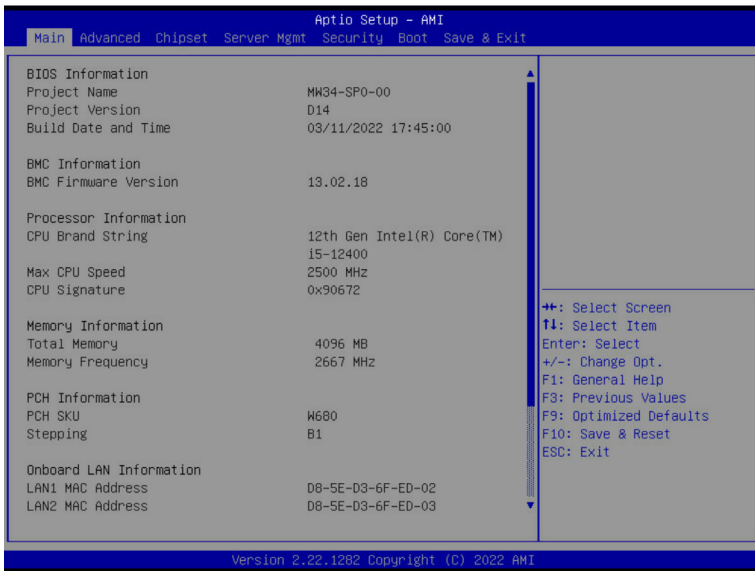 Aptio Setup – AMI
Main Advanced Chipset Server Mgmt Security Boot Save & Exit
BIOS Information
Project Name MW34-SP0-00
Project Version D14
Build Date and Time 03/11/2022 17:45:00
BMC Information
BMC Firmware Version 13.02.18
Processor Information
CPU Brand String 12th Gen Intel(R) Core(TM)
i5-12400
Max CPU Speed 2500 MHz
CPU Signature 0x90672
Memory Information
Total Memory 4096 MB
Memory Frequency 2667 MHz
PCH Information
PCH SKU W680
Stepping B1
Onboard LAN Information
LAN1 MAC Address D8-5E-D3-6F-ED-02
LAN2 MAC Address D8-5E-D3-6F-ED-03
→←: Select Screen
↑↓: Select Item
Enter: Select
+/-: Change Opt.
F1: General Help
F3: Previous Values
F9: Optimized Defaults
F10: Save & Reset
ESC: Exit
Version 2.22.1282 Copyright (C) 2022 AMI